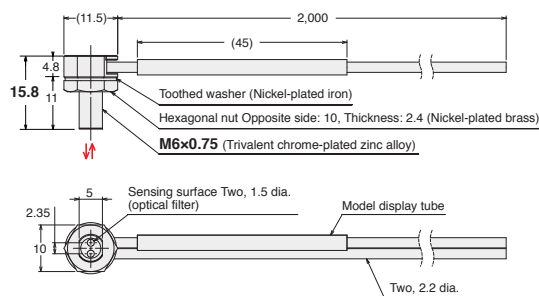 (11.5)
2,000
(45)
4.8
15.8
11
Toothed washer (Nickel-plated iron)
Hexagonal nut Opposite side: 10, Thickness: 2.4 (Nickel-plated brass)
M6×0.75 (Trivalent chrome-plated zinc alloy)
5
Sensing surface Two, 1.5 dia.
(optical filter)
Model display tube
2.35
10
Two, 2.2 dia.